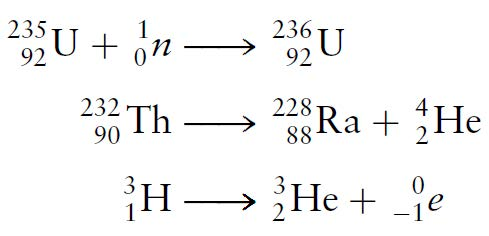 ²³⁵₉₂U + ¹₀n ⟶ ²³⁶₉₂U
²³²₉₀Th ⟶ ²²⁸₈₈Ra + ⁴₂He
³₁H ⟶ ³₂He + ⁰₋₁e